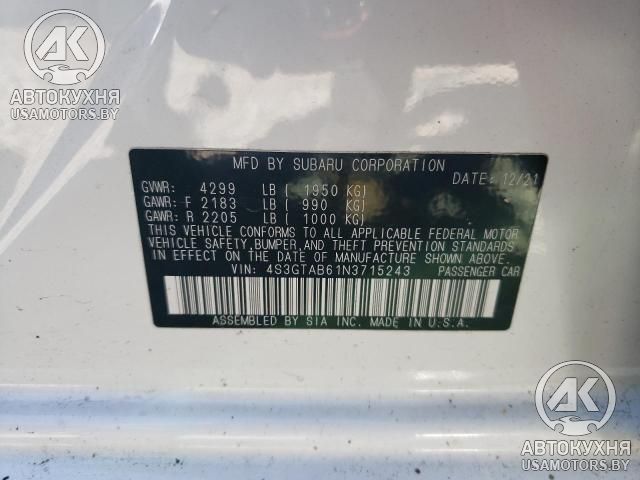 AK
АВТОКУХНЯ
USAMOTORS.BY
MFD BY SUBARU CORPORATION
DATE: 12/21
GVWR: 4299 LB ( 1950 KG)
GAWR: F 2183 LB ( 990 KG)
GAWR: R 2205 LB ( 1000 KG)
THIS VEHICLE CONFORMS TO ALL APPLICABLE FEDERAL MOTOR
VEHICLE SAFETY, BUMPER, AND THEFT PREVENTION STANDARDS
IN EFFECT ON THE DATE OF MANUFACTURE SHOWN ABOVE.
VIN: 4S3GTAB61N3715243 PASSENGER CAR
ASSEMBLED BY SIA INC. MADE IN U.S.A.
AK
АВТОКУХНЯ
USAMOTORS.BY